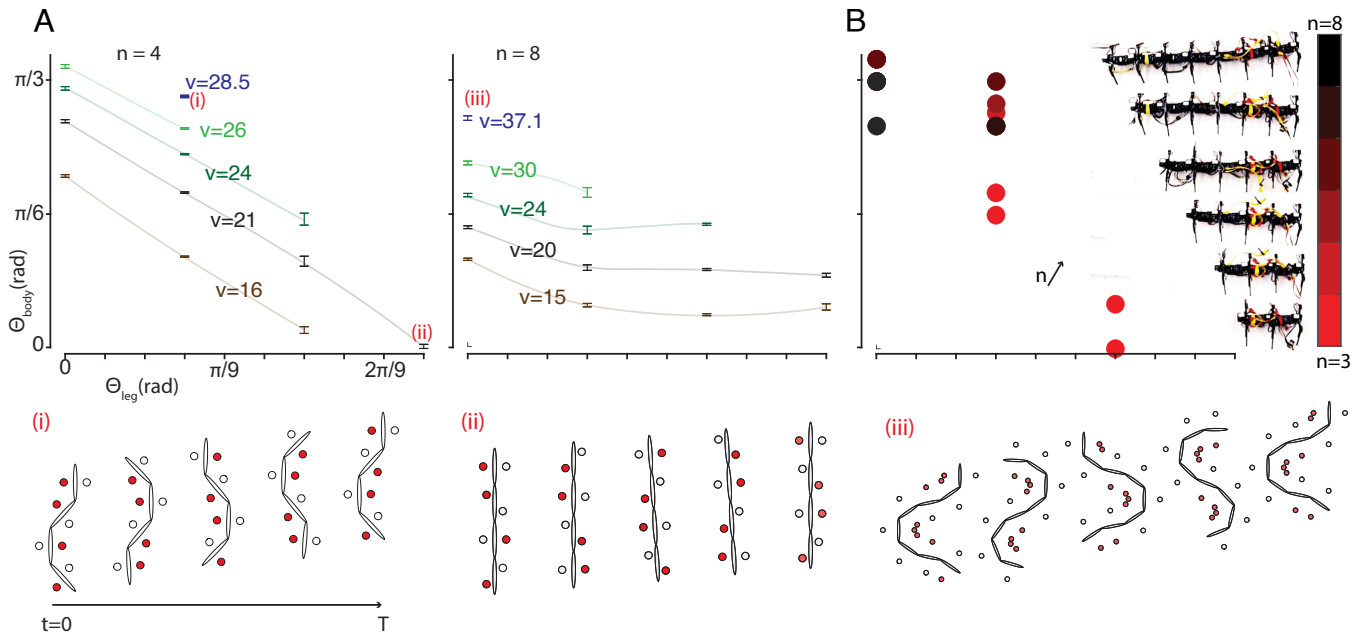 A
B
n = 4
n = 8
n=8
π/3
π/6
0
Θbody(rad)
v=28.5
(i)
v=26
v=24
v=21
v=16
(ii)
(iii)
v=37.1
v=30
v=24
v=20
v=15
n
n=3
0
π/9
2π/9
Θleg(rad)
(i)
(ii)
(iii)
t=0
T